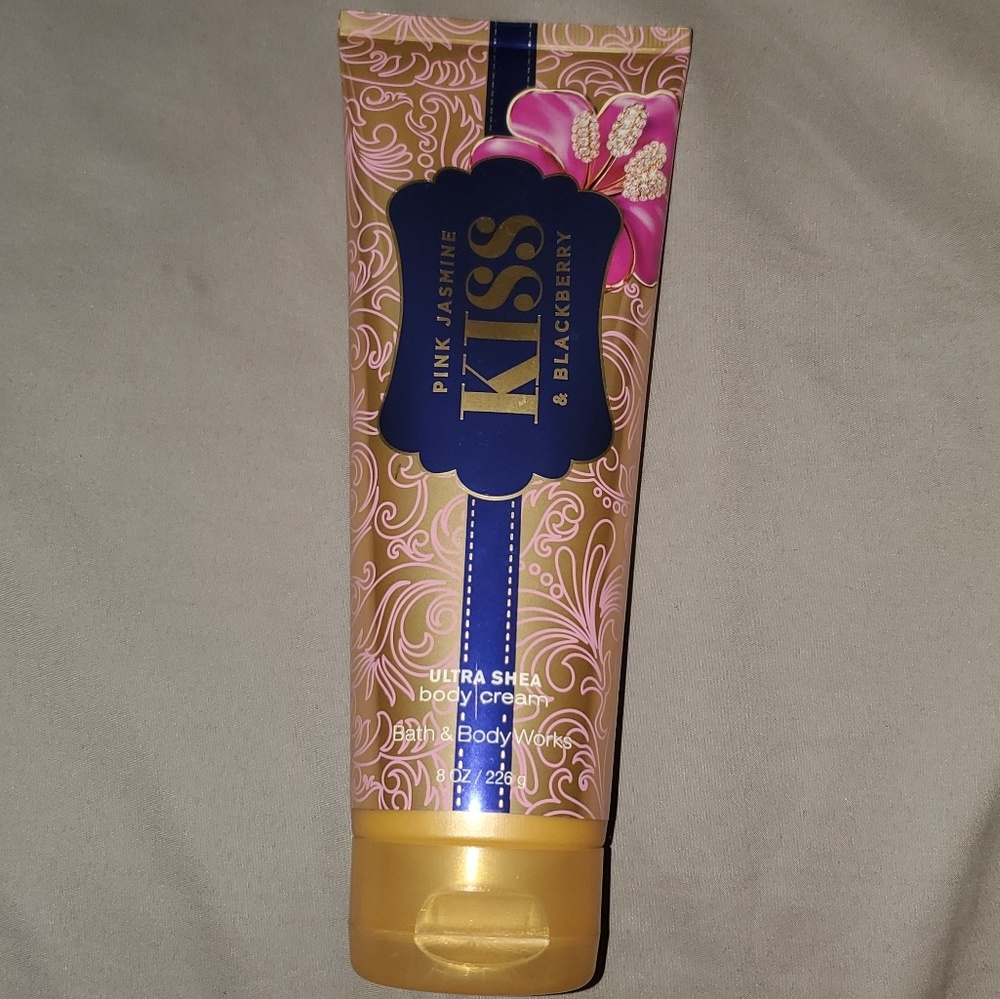 PINK JASMINE
KISS
& BLACKBERRY
ULTRA SHEA
body cream
Bath & Body Works
8 OZ / 226 g